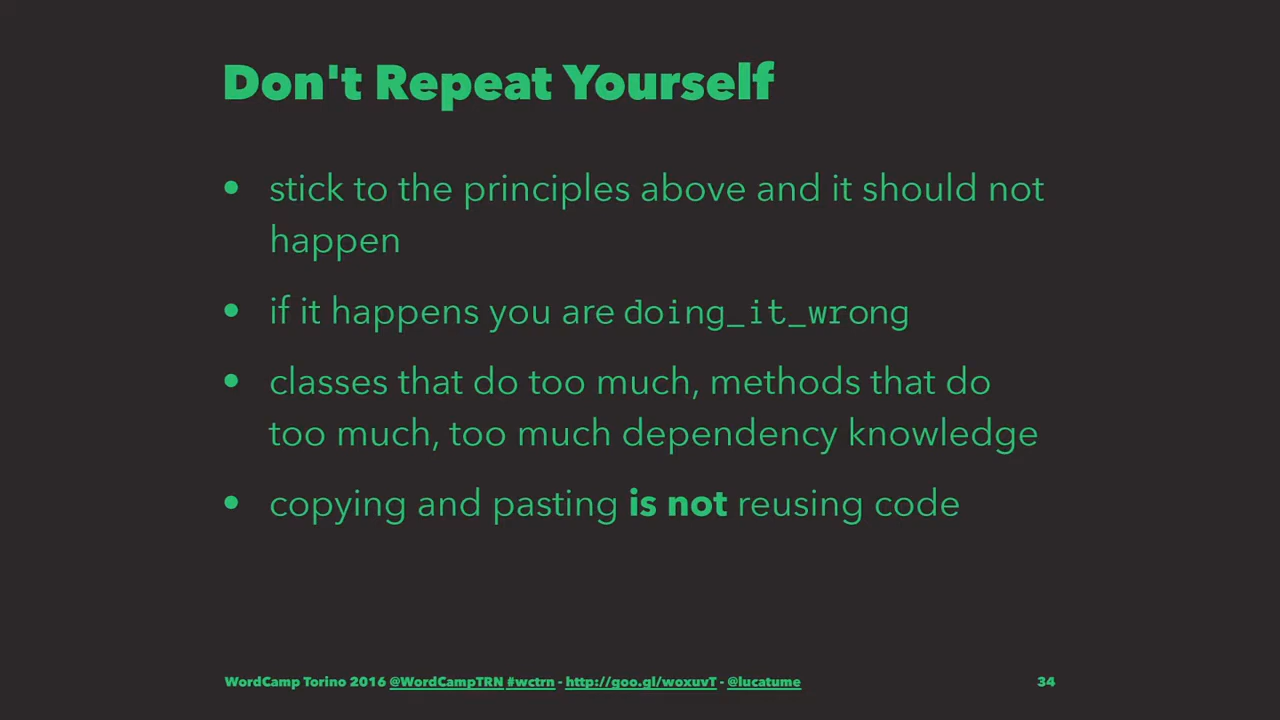 Don't Repeat Yourself
• stick to the principles above and it should not
happen
• if it happens you are doing_it_wrong
• classes that do too much, methods that do
too much, too much dependency knowledge
• copying and pasting is not reusing code
WordCamp Torino 2016 @WordCampTRN #wctrn - http://goo.gl/woxuvT - @lucatume 34